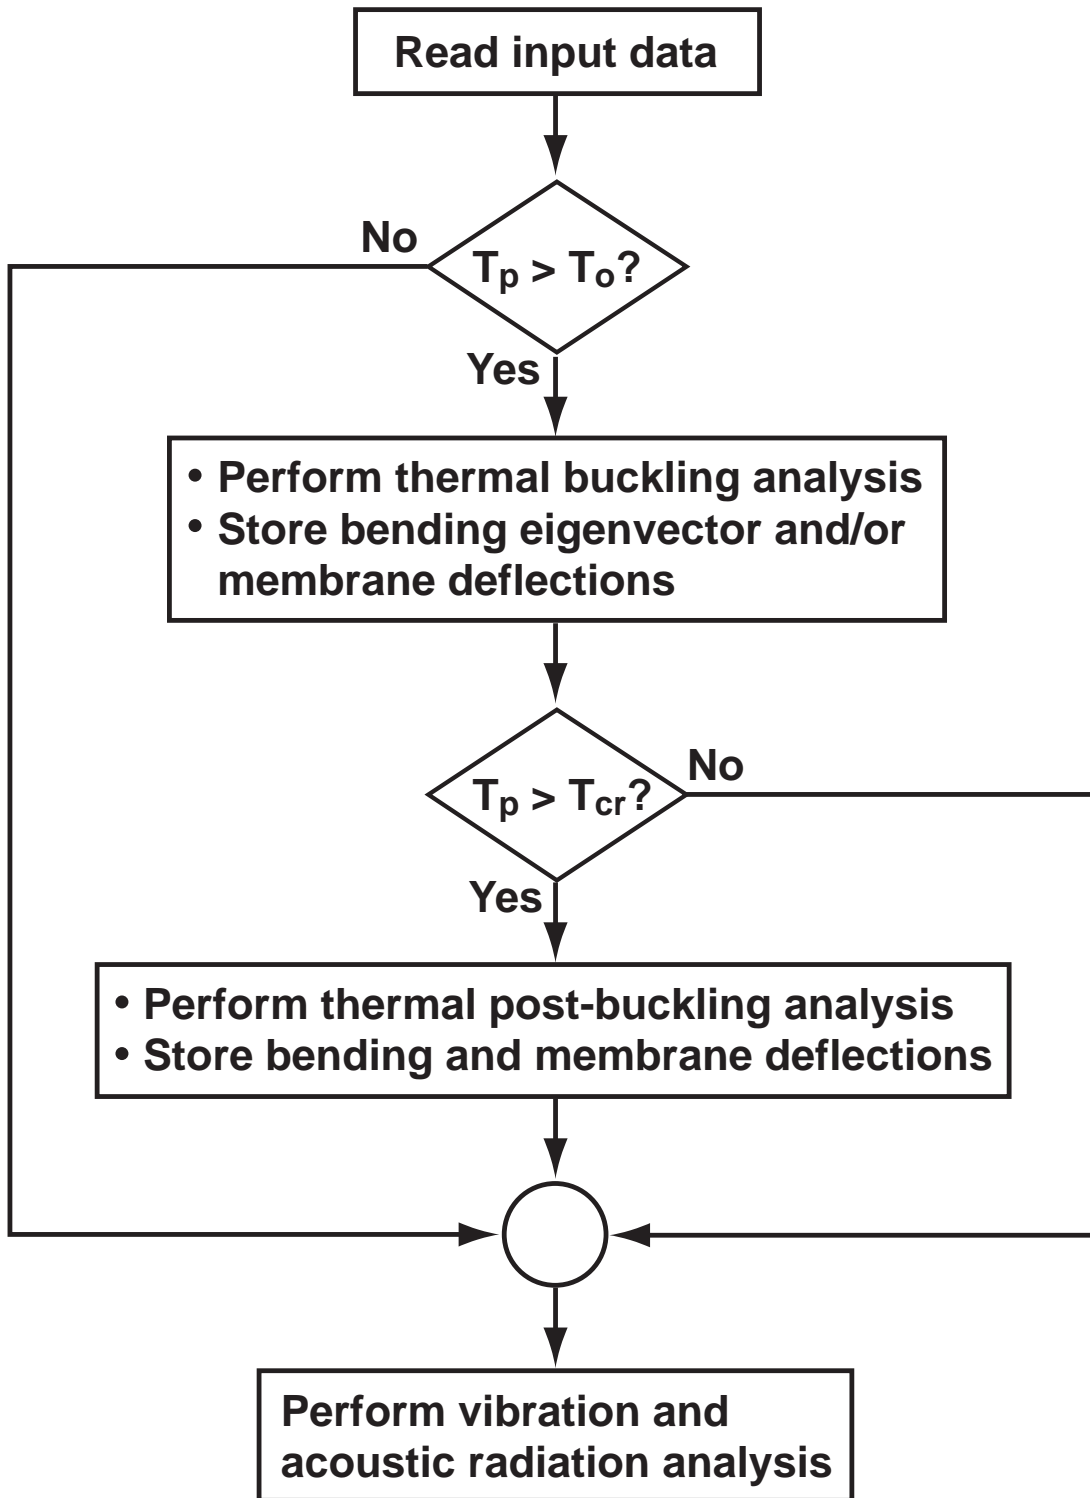 Read input data
No
Tp > To?
Yes
• Perform thermal buckling analysis
• Store bending eigenvector and/or
membrane deflections
Tp > Tcr?
No
Yes
• Perform thermal post-buckling analysis
• Store bending and membrane deflections
Perform vibration and
acoustic radiation analysis